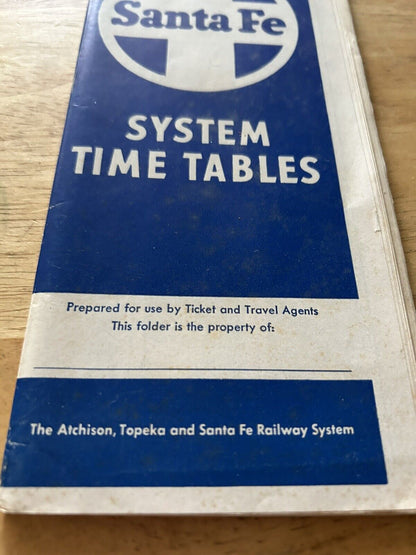 Santa Fe
SYSTEM
TIME TABLES
Prepared for use by Ticket and Travel Agents
This folder is the property of:
The Atchison, Topeka and Santa Fe Railway System